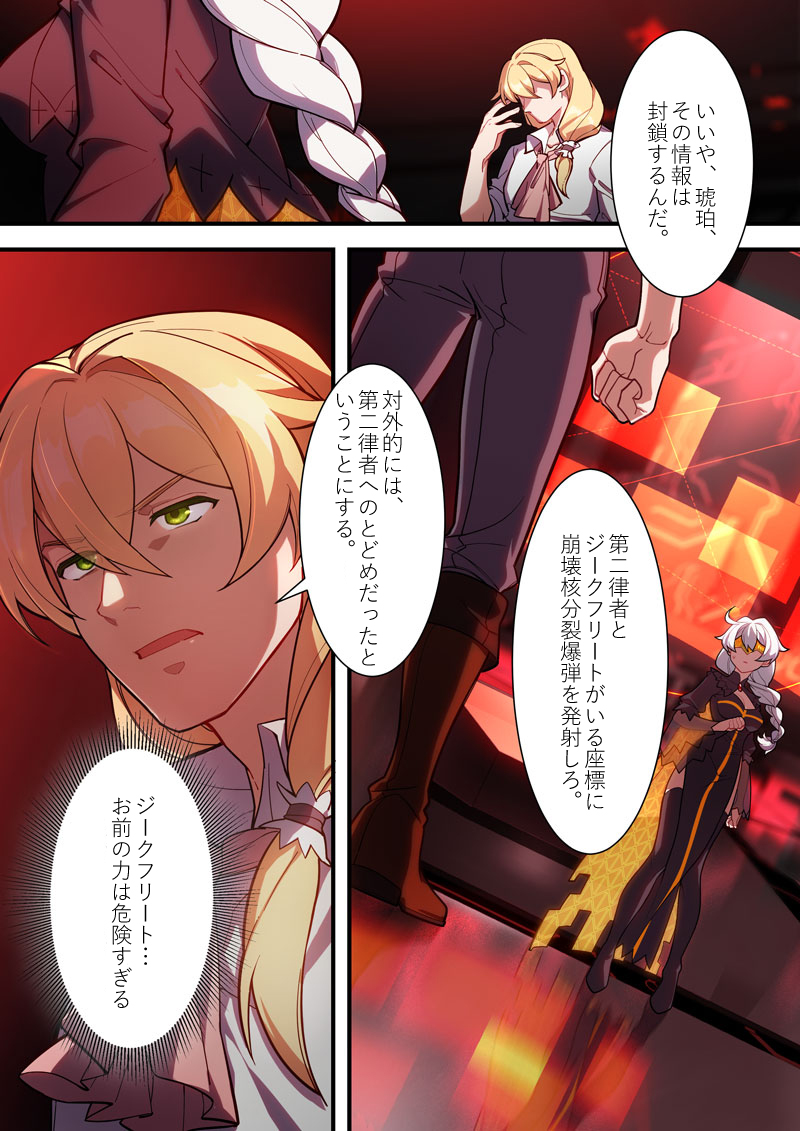 いいや、琥珀、
その情報は
封鎖するんだ。
第二律者と
ジークフリートがいる座標に
崩壊核分裂爆弾を発射しろ。
対外的には、
第二律者へのとどめだったと
いうことにする。
ジークフリート…
お前の力は危険すぎる